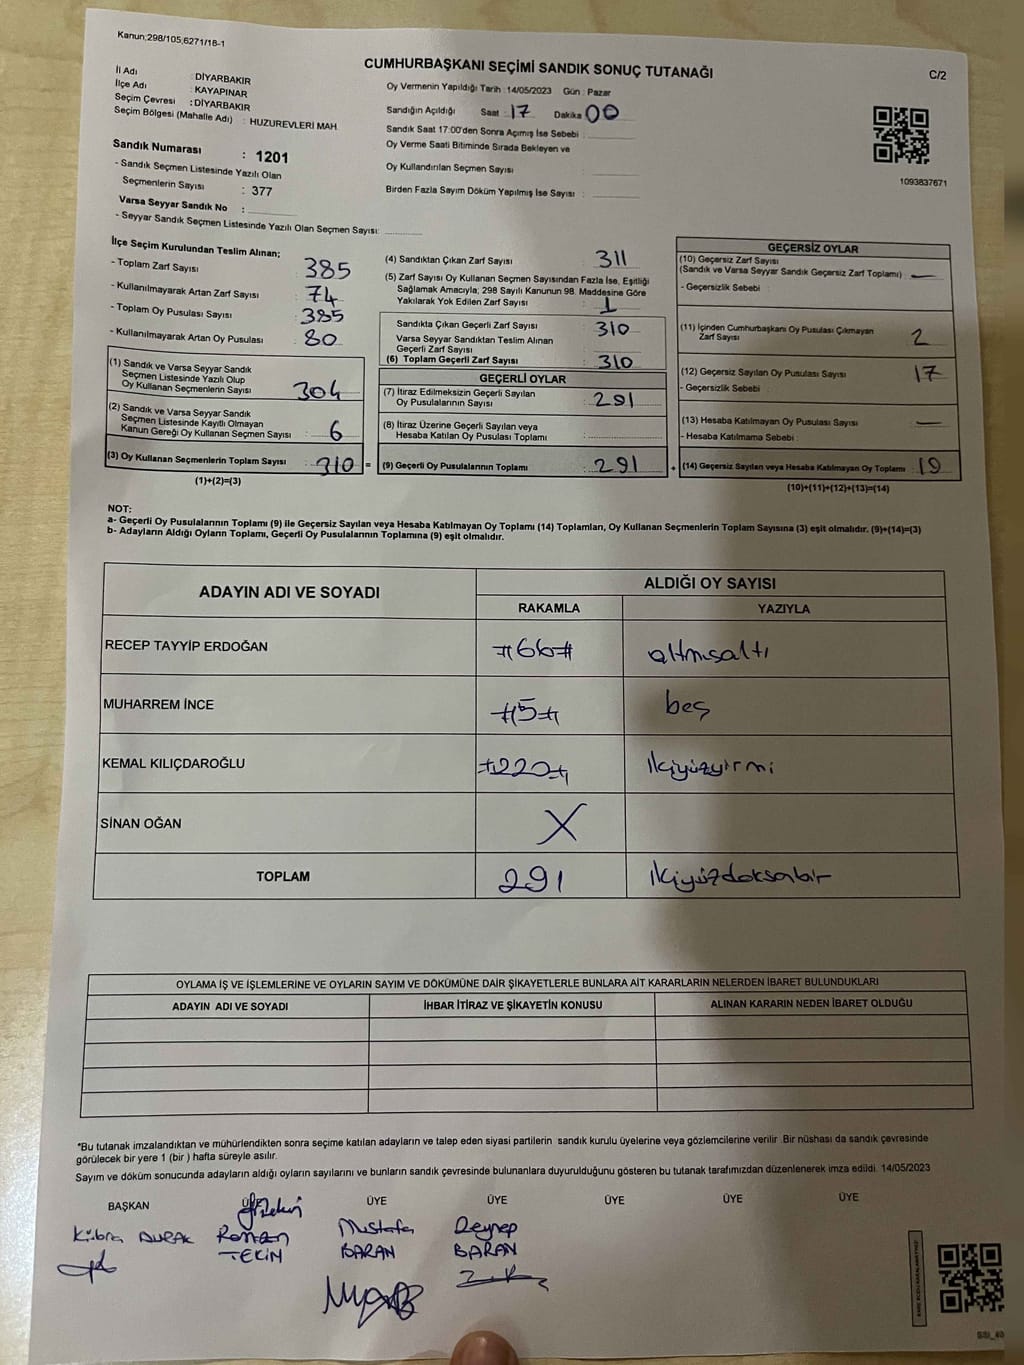 Kanun;298/105,6271/18-1
CUMHURBAŞKANI SEÇİMİ SANDIK SONUÇ TUTANAĞI
C/2
İl Adı : DİYARBAKIR
İlçe Adı : KAYAPINAR
Seçim Çevresi : DİYARBAKIR
Seçim Bölgesi (Mahalle Adı) : HUZUREVLERİ MAH.
Sandık Numarası : 1201
- Sandık Seçmen Listesinde Yazılı Olan
Seçmenlerin Sayısı : 377
Varsa Seyyar Sandık No :
- Seyyar Sandık Seçmen Listesinde Yazılı Olan Seçmen Sayısı:
Oy Vermenin Yapıldığı Tarih : 14/05/2023 Gün : Pazar
Sandığın Açıldığı Saat : 17 Dakika 00
Sandık Saat 17:00'den Sonra Açımış İse Sebebi :
Oy Verme Saati Bitiminde Sırada Bekleyen ve
Oy Kullandırılan Seçmen Sayısı :
Birden Fazla Sayım Döküm Yapılmış İse Sayısı :
1093837671
İlçe Seçim Kurulundan Teslim Alınan;
- Toplam Zarf Sayısı : 385
- Kullanılmayarak Artan Zarf Sayısı : 74
- Toplam Oy Pusulası Sayısı : 385
- Kullanılmayarak Artan Oy Pusulası : 80
(1) Sandık ve Varsa Seyyar Sandık
Seçmen Listesinde Yazılı Olup
Oy Kullanan Seçmenlerin Sayısı : 304
(2) Sandık ve Varsa Seyyar Sandık
Seçmen Listesinde Kayıtlı Olmayan
Kanun Gereği Oy Kullanan Seçmen Sayısı : 6
(3) Oy Kullanan Seçmenlerin Toplam Sayısı : 310 =
(1)+(2)=(3)
(4) Sandıktan Çıkan Zarf Sayısı : 311
(5) Zarf Sayısı Oy Kullanan Seçmen Sayısından Fazla İse, Eşitliği
Sağlamak Amacıyla; 298 Sayılı Kanunun 98. Maddesine Göre
Yakılarak Yok Edilen Zarf Sayısı : 1
Sandıkta Çıkan Geçerli Zarf Sayısı : 310
Varsa Seyyar Sandıktan Teslim Alınan
Geçerli Zarf Sayısı
(6) Toplam Geçerli Zarf Sayısı : 310
GEÇERLİ OYLAR
(7) İtiraz Edilmeksizin Geçerli Sayılan
Oy Pusulalarının Sayısı : 291
(8) İtiraz Üzerine Geçerli Sayılan veya
Hesaba Katılan Oy Pusulası Toplamı :
(9) Geçerli Oy Pusulalarının Toplamı : 291 +
GEÇERSİZ OYLAR
(10) Geçersiz Zarf Sayısı
(Sandık ve Varsa Seyyar Sandık Geçersiz Zarf Toplamı) : —
- Geçersizlik Sebebi :
(11) İçinden Cumhurbaşkanı Oy Pusulası Çıkmayan
Zarf Sayısı : 2
(12) Geçersiz Sayılan Oy Pusulası Sayısı : 17
- Geçersizlik Sebebi :
(13) Hesaba Katılmayan Oy Pusulası Sayısı : —
- Hesaba Katılmama Sebebi :
(14) Geçersiz Sayılan veya Hesaba Katılmayan Oy Toplamı : 19
(10)+(11)+(12)+(13)=(14)
NOT:
a- Geçerli Oy Pusulalarının Toplamı (9) ile Geçersiz Sayılan veya Hesaba Katılmayan Oy Toplamı (14) Toplamları, Oy Kullanan Seçmenlerin Toplam Sayısına (3) eşit olmalıdır. (9)+(14)=(3)
b- Adayların Aldığı Oyların Toplamı, Geçerli Oy Pusulalarının Toplamına (9) eşit olmalıdır.
ADAYIN ADI VE SOYADI ALDIĞI OY SAYISI
RAKAMLA YAZIYLA
RECEP TAYYİP ERDOĞAN #66# altmışaltı
MUHARREM İNCE #5# beş
KEMAL KILIÇDAROĞLU #220# İkiyüzyirmi
SİNAN OĞAN X
TOPLAM 291 İkiyüzdoksanbir
OYLAMA İŞ VE İŞLEMLERİNE VE OYLARIN SAYIM VE DÖKÜMÜNE DAİR ŞİKAYETLERLE BUNLARA AİT KARARLARIN NELERDEN İBARET BULUNDUKLARI
ADAYIN ADI VE SOYADI İHBAR İTİRAZ VE ŞİKAYETİN KONUSU ALINAN KARARIN NEDEN İBARET OLDUĞU
*Bu tutanak imzalandıktan ve mühürlendikten sonra seçime katılan adayların ve talep eden siyasi partilerin sandık kurulu üyelerine veya gözlemcilerine verilir .Bir nüshası da sandık çevresinde
görülecek bir yere 1 (bir ) hafta süreyle asılır.
Sayım ve döküm sonucunda adayların aldığı oyların sayılarını ve bunların sandık çevresinde bulunanlara duyurulduğunu gösteren bu tutanak tarafımızdan düzenlenerek imza edildi. 14/05/2023
BAŞKAN ÜYE ÜYE ÜYE ÜYE ÜYE ÜYE
Kübra DURAK Ramazan Mustafa Zeynep
TEKİN BARAN BARAN